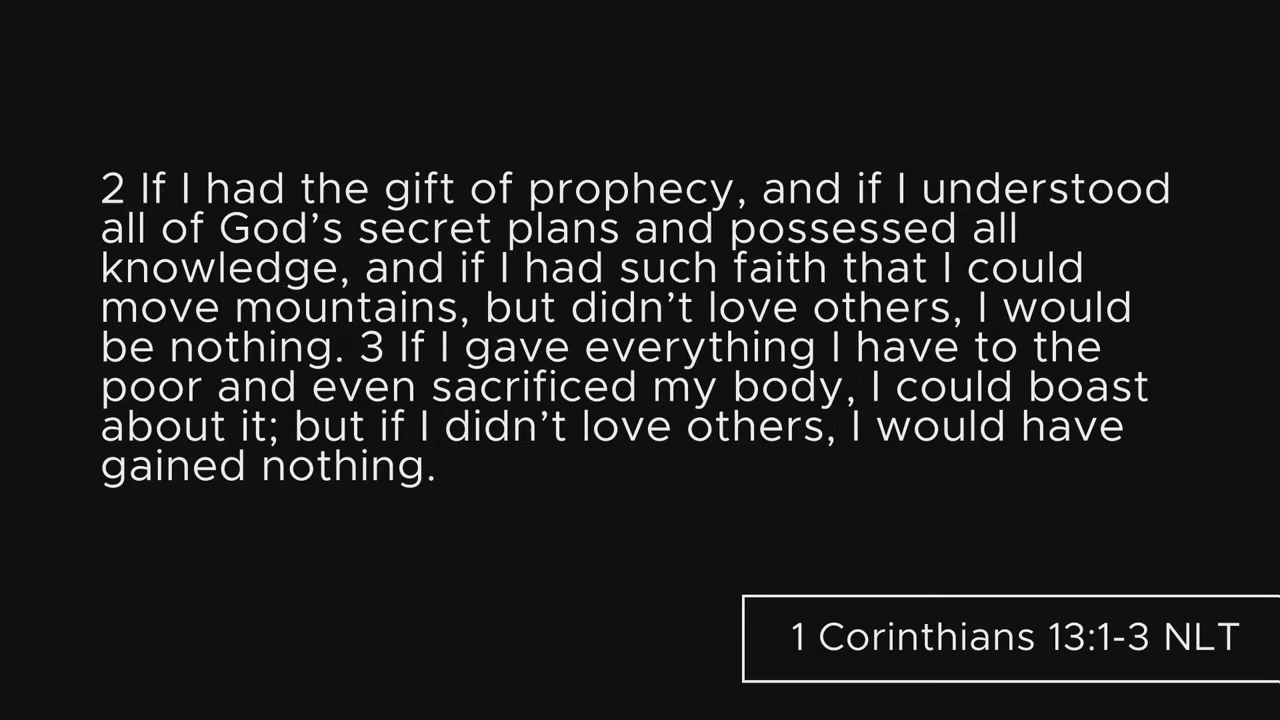 2 If I had the gift of prophecy, and if I understood
all of God’s secret plans and possessed all
knowledge, and if I had such faith that I could
move mountains, but didn’t love others, I would
be nothing. 3 If I gave everything I have to the
poor and even sacrificed my body, I could boast
about it; but if I didn’t love others, I would have
gained nothing.
1 Corinthians 13:1-3 NLT